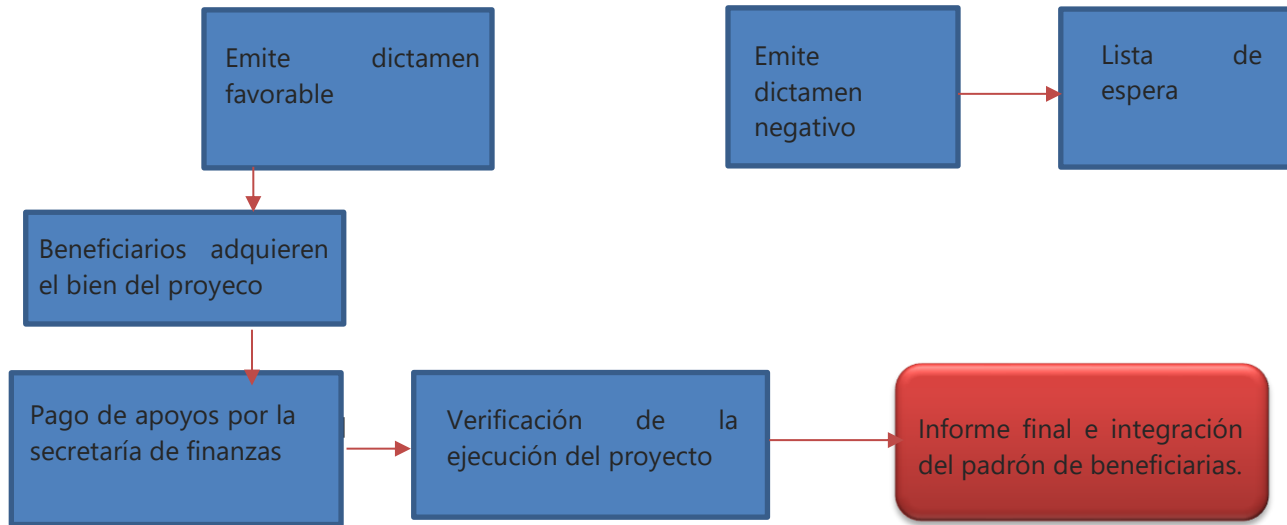 Emite dictamen
favorable
Emite
dictamen
negativo
Lista de
espera
Beneficiarios adquieren
el bien del proyeco
Pago de apoyos por la
secretaría de finanzas
Verificación de la
ejecución del proyecto
Informe final e integración
del padrón de beneficiarias.